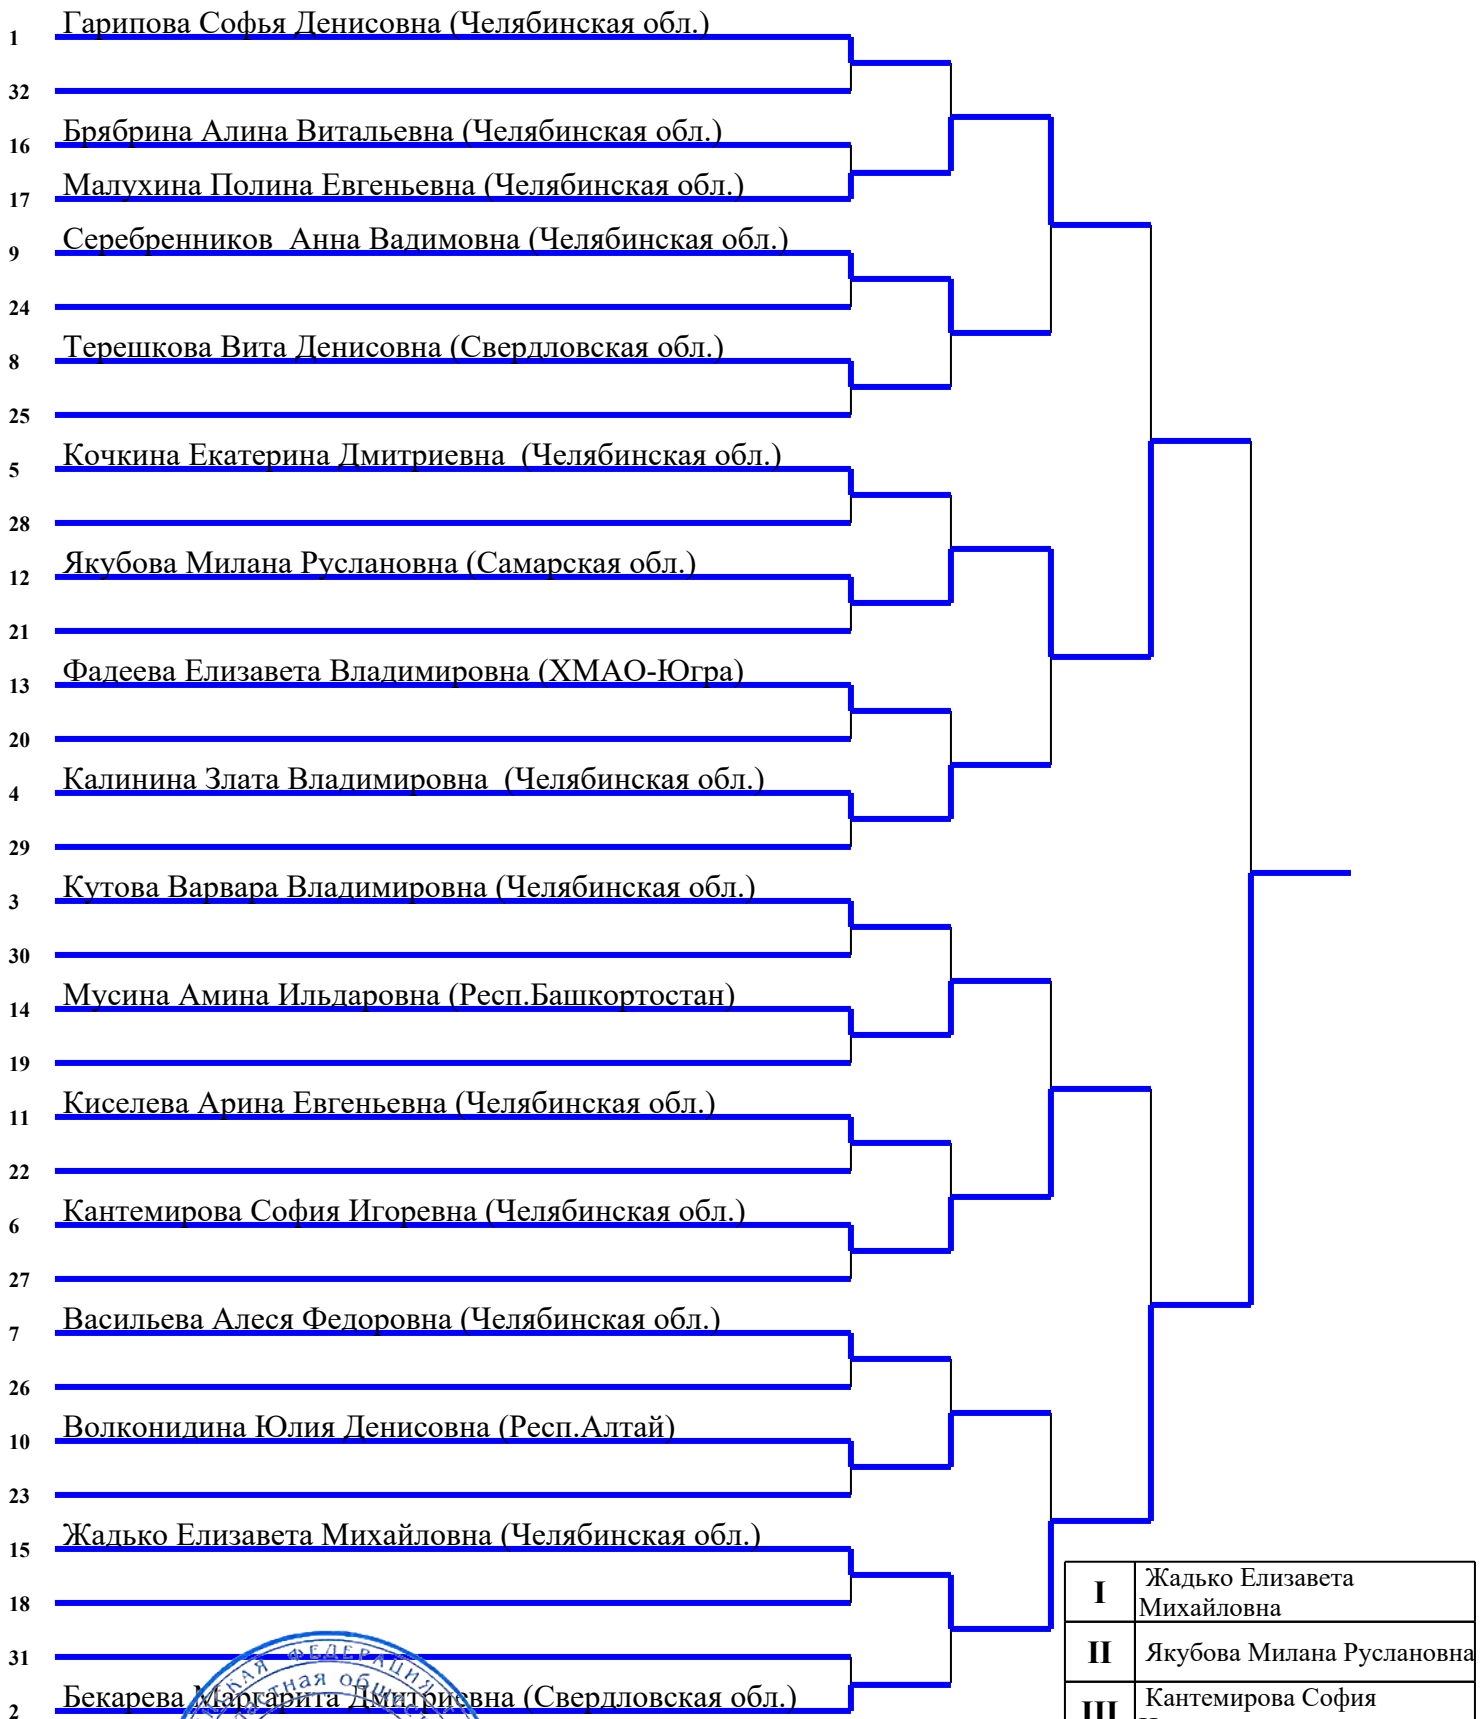 1 Гарипова Софья Денисовна (Челябинская обл.)
32
16 Брябрина Алина Витальевна (Челябинская обл.)
17 Малухина Полина Евгеньевна (Челябинская обл.)
9 Серебренников  Анна Вадимовна (Челябинская обл.)
24
8 Терешкова Вита Денисовна (Свердловская обл.)
25
5 Кочкина Екатерина Дмитриевна  (Челябинская обл.)
28
12 Якубова Милана Руслановна (Самарская обл.)
21
13 Фадеева Елизавета Владимировна (ХМАО-Югра)
20
4 Калинина Злата Владимировна  (Челябинская обл.)
29
3 Кутова Варвара Владимировна (Челябинская обл.)
30
14 Мусина Амина Ильдаровна (Респ.Башкортостан)
19
11 Киселева Арина Евгеньевна (Челябинская обл.)
22
6 Кантемирова София Игоревна (Челябинская обл.)
27
7 Васильева Алеся Федоровна (Челябинская обл.)
26
10 Волконидина Юлия Денисовна (Респ.Алтай)
23
15 Жадько Елизавета Михайловна (Челябинская обл.)
18
31
2 Бекарева Маргарита Дмитриевна (Свердловская обл.)
ФЕДЕРАЦИЯ
I Жадько Елизавета
Михайловна
II Якубова Милана Руслановна
III Кантемирова София